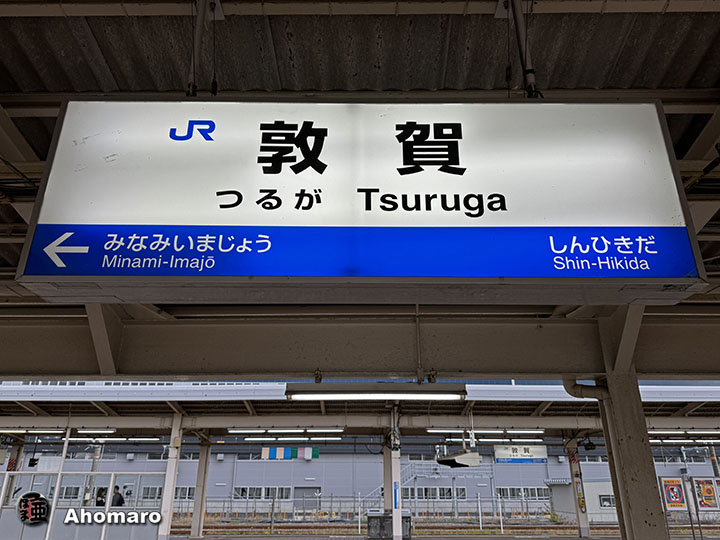 JR 敦賀
つるが Tsuruga
← みなみいまじょう しんひきだ
Minami-Imajō Shin-Hikida
敦賀
Ahomaro